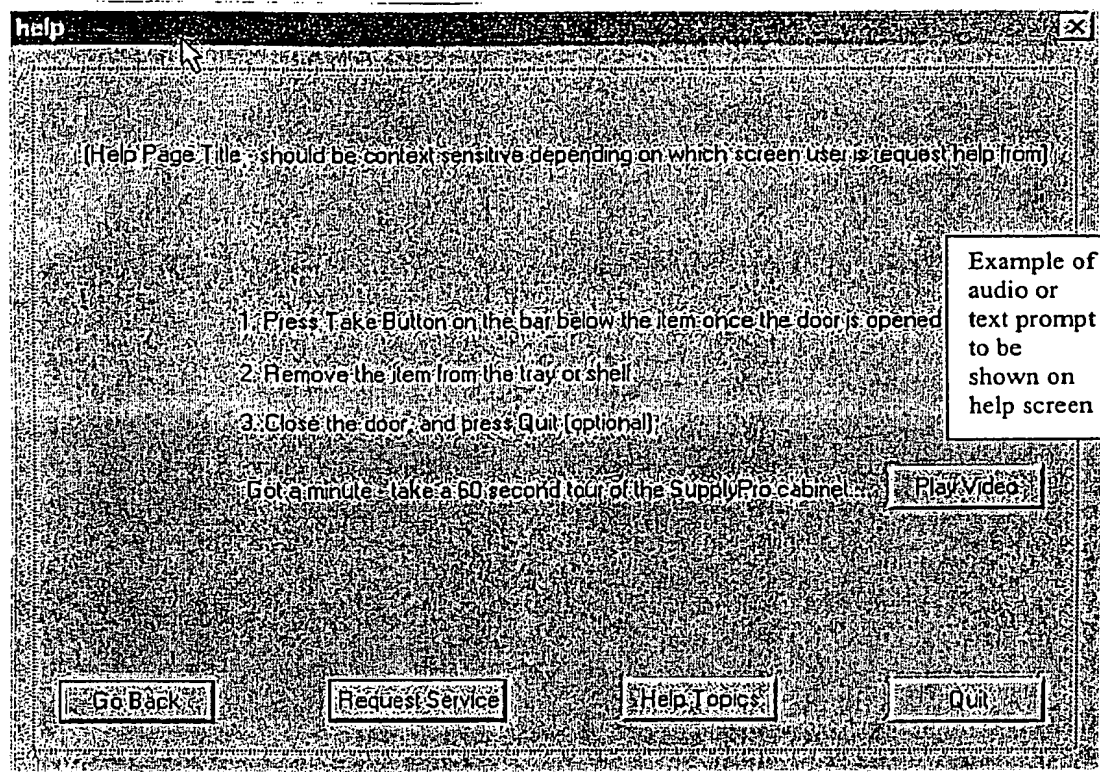 help
(Help Page Title - should be context sensitive depending on which screen user is request help from)
1. Press Take Button on the bar below the item once the door is opened
2. Remove the item from the tray or shelf
3. Close the door, and press Quit (optional)
Got a minute - take a 60 second tour of the SupplyPro cabinet....
Play Video
Example of
audio or
text prompt
to be
shown on
help screen
Go Back
Request Service
Help Topics
Quit